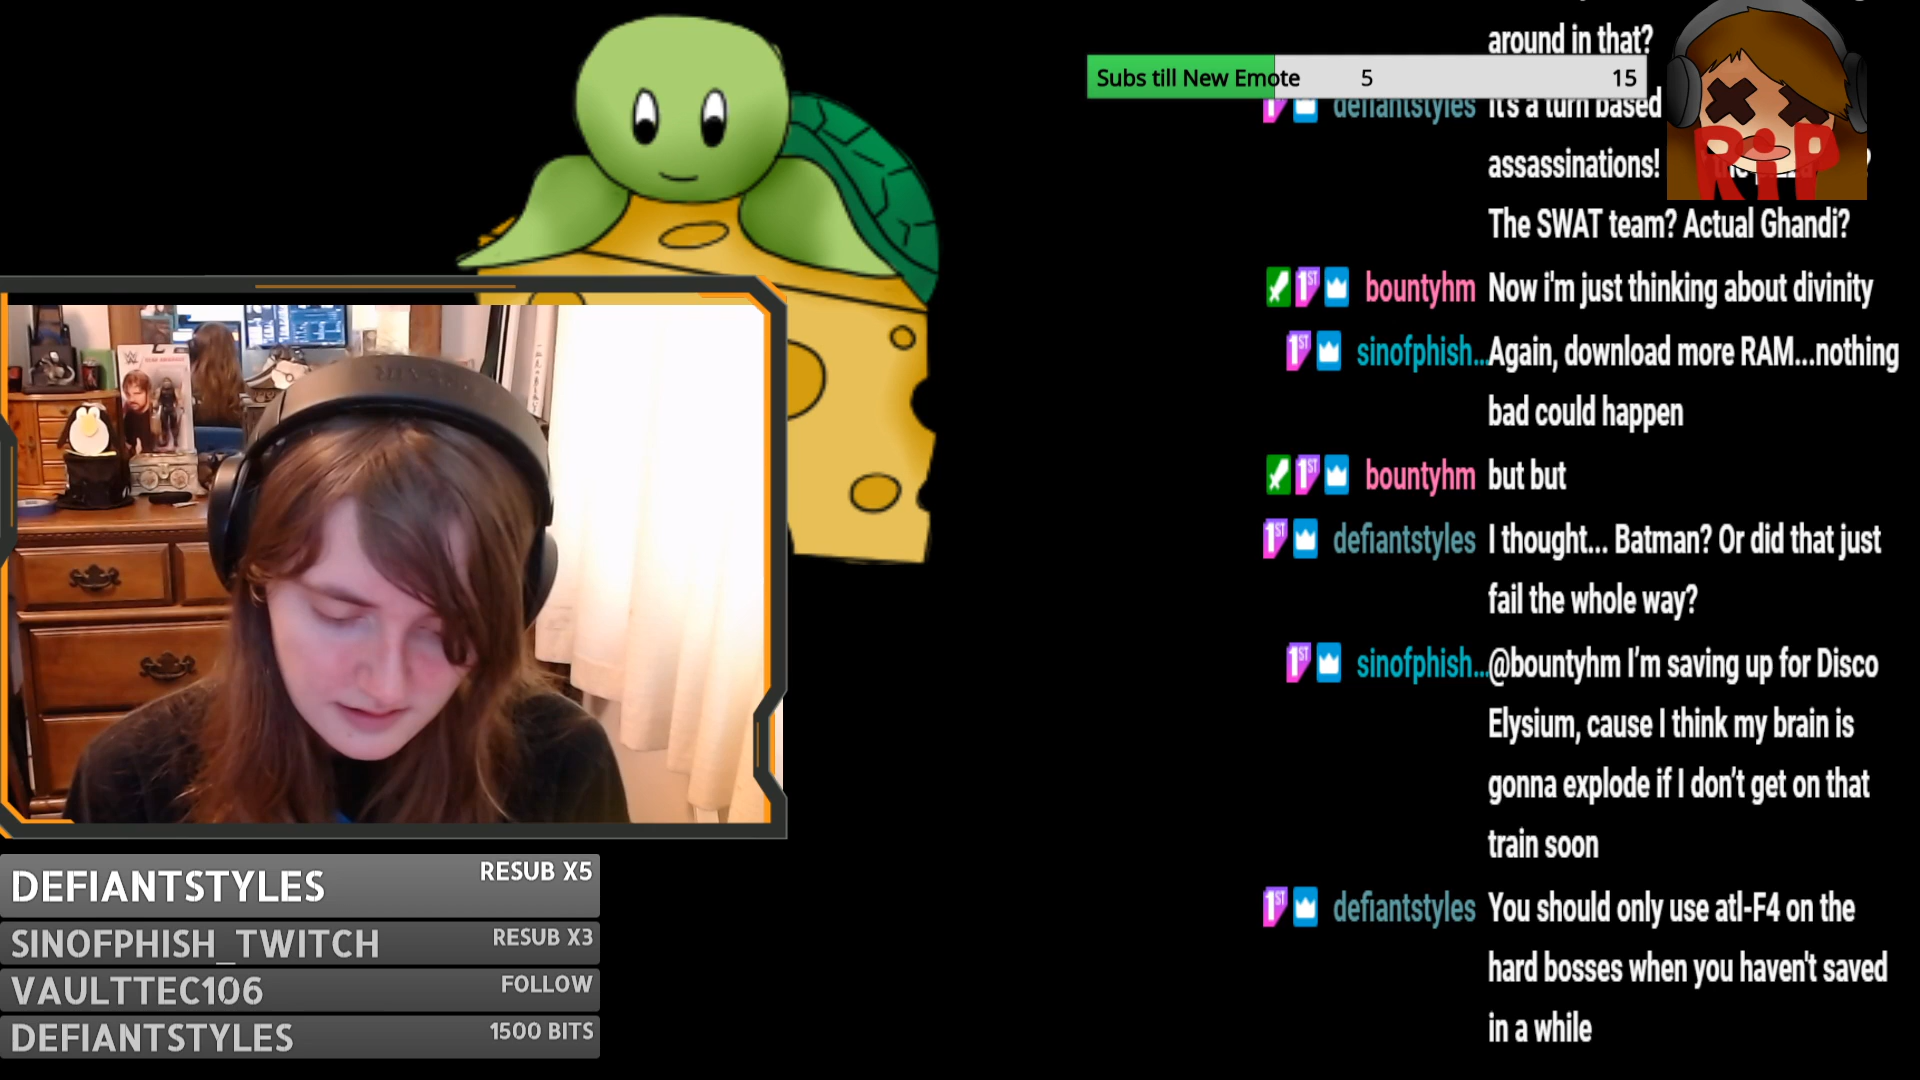 around in that?
Subs till New Emote 5 15
defiantstyles It's a turn based
assassinations!
The SWAT team? Actual Ghandi?
bountyhm Now i'm just thinking about divinity
sinofphish... Again, download more RAM...nothing
bad could happen
bountyhm but but
defiantstyles I thought... Batman? Or did that just
fail the whole way?
sinofphish... @bountyhm I'm saving up for Disco
Elysium, cause I think my brain is
gonna explode if I don't get on that
train soon
defiantstyles You should only use atl-F4 on the
hard bosses when you haven't saved
in a while
RiP
DEFIANTSTYLES RESUB X5
SINOFPHISH_TWITCH RESUB X3
VAULTTEC106 FOLLOW
DEFIANTSTYLES 1500 BITS